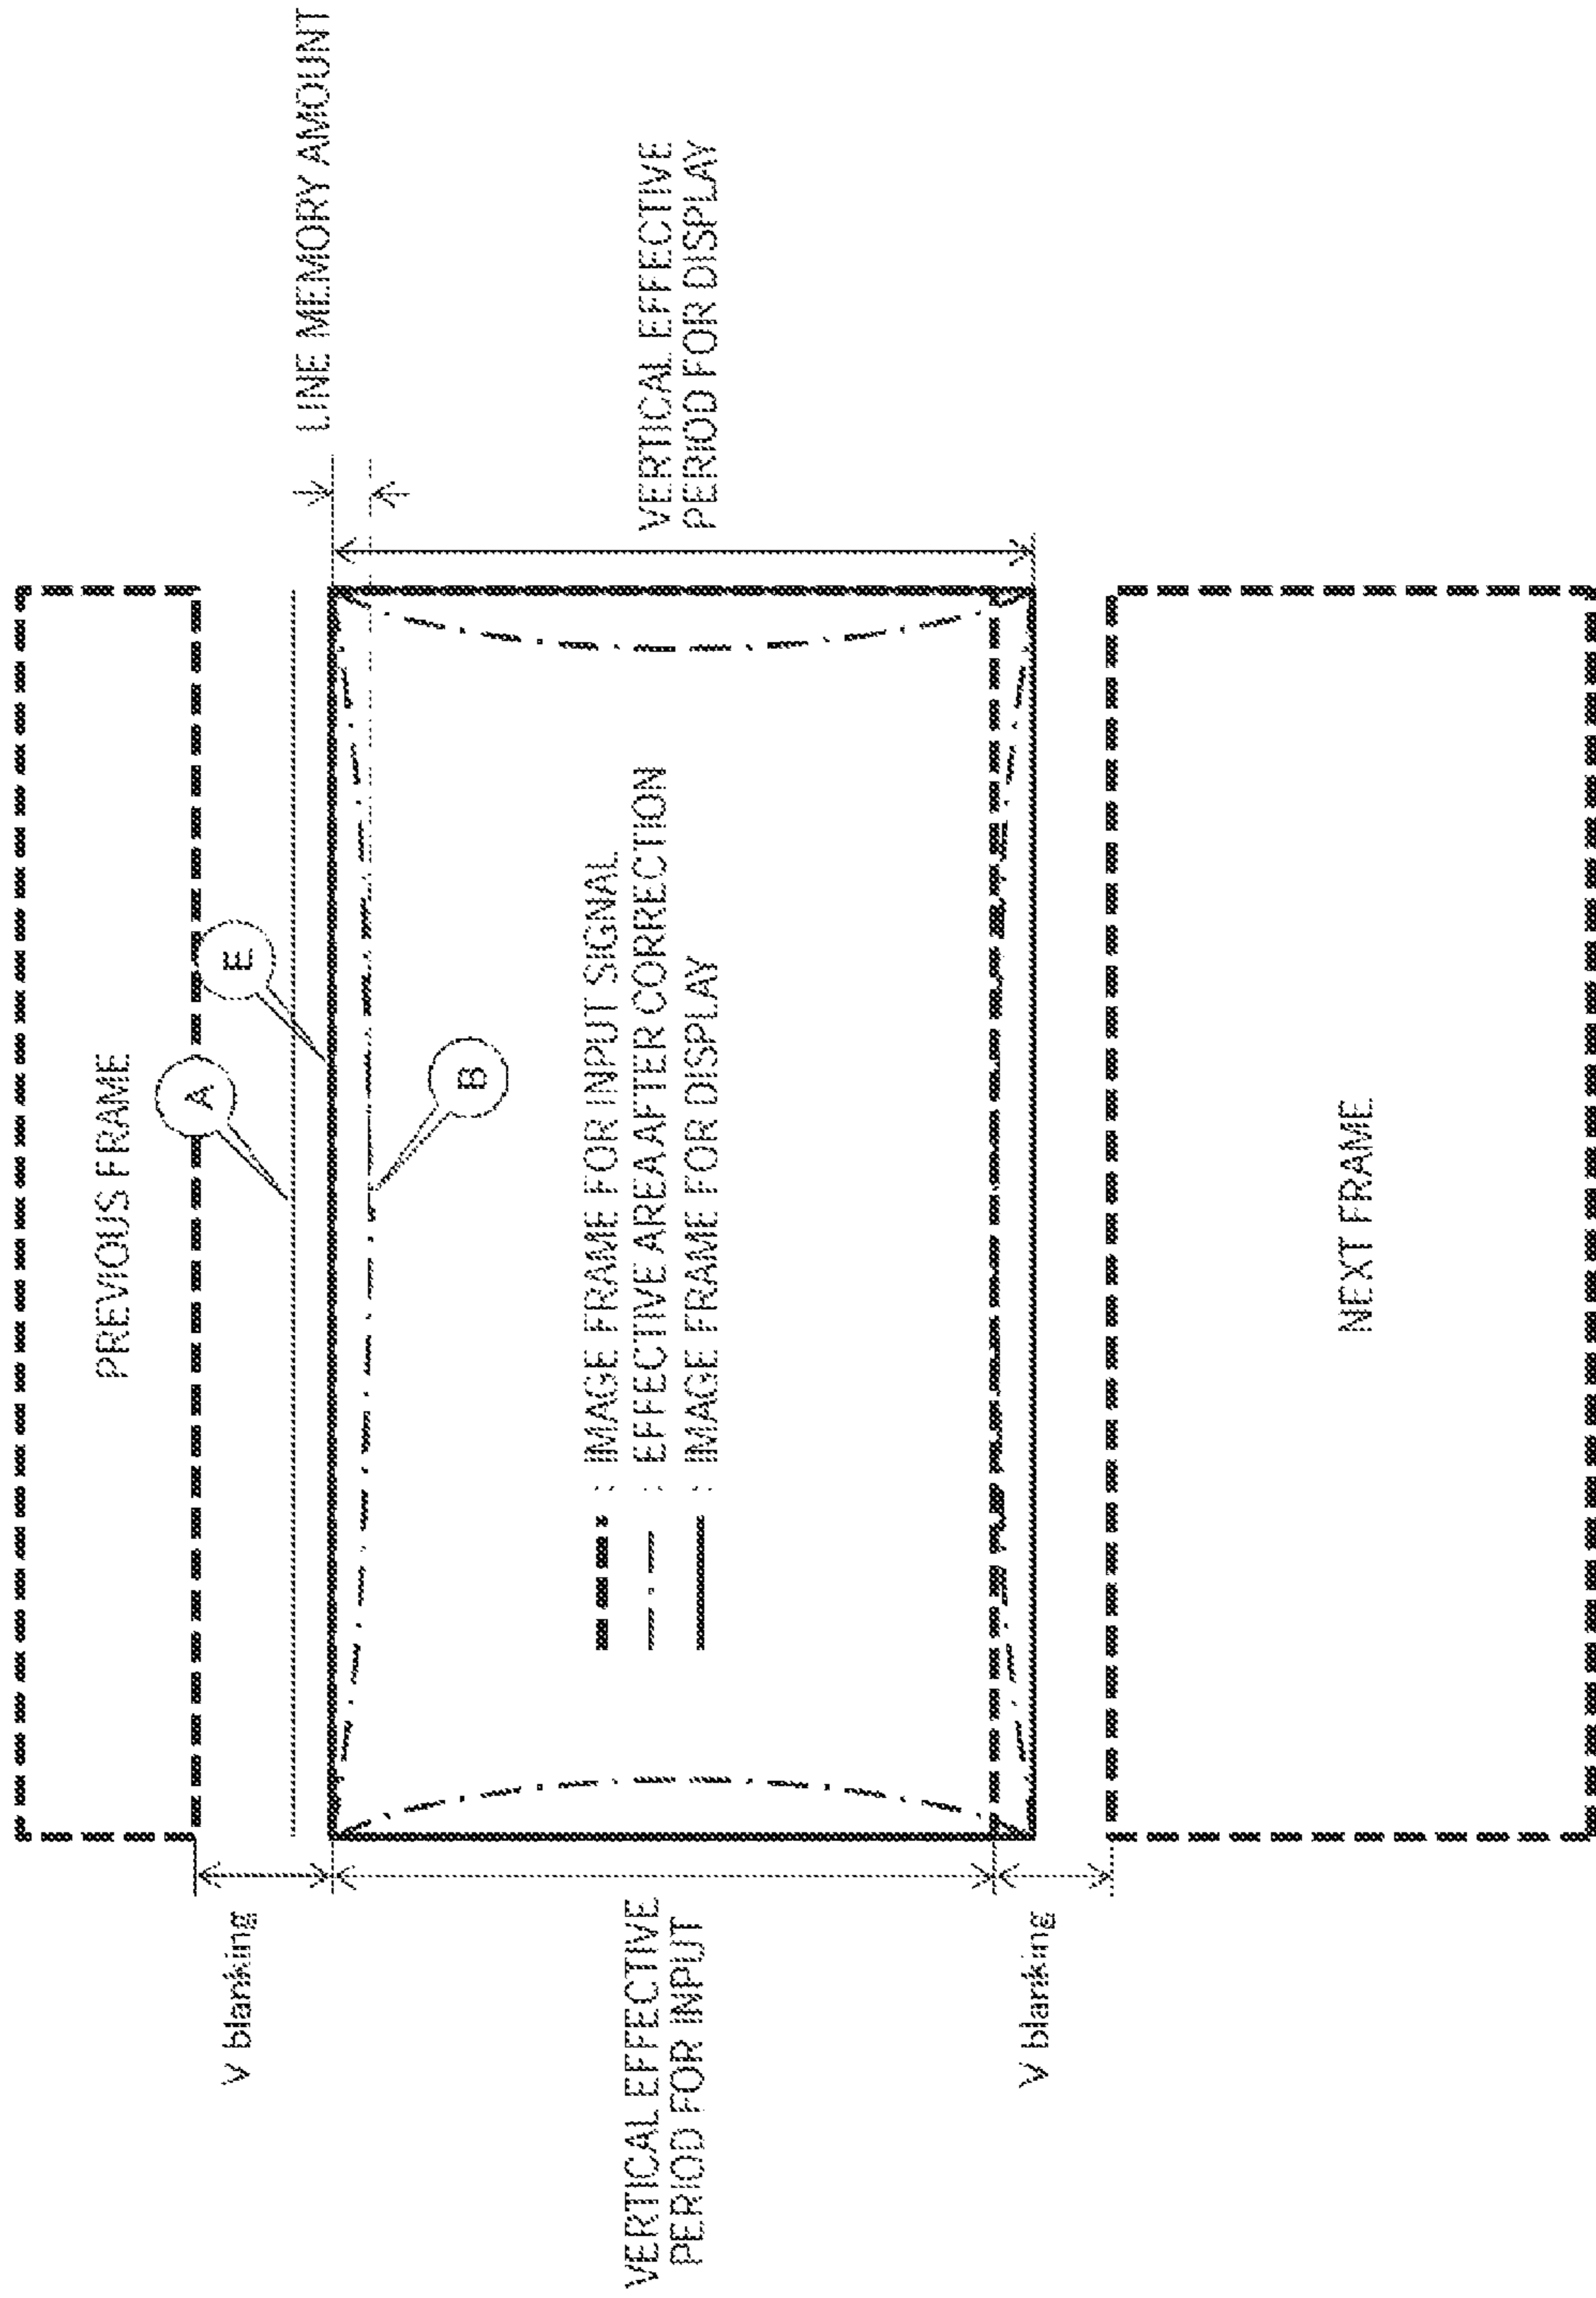 LINE MEMORY AMOUNT
VERTICAL EFFECTIVE
PERIOD FOR DISPLAY
PREVIOUS FRAME
A
E
B
: IMAGE FRAME FOR INPUT SIGNAL
: EFFECTIVE AREA AFTER CORRECTION
: IMAGE FRAME FOR DISPLAY
NEXT FRAME
V blanking
VERTICAL EFFECTIVE
PERIOD FOR INPUT
V blanking